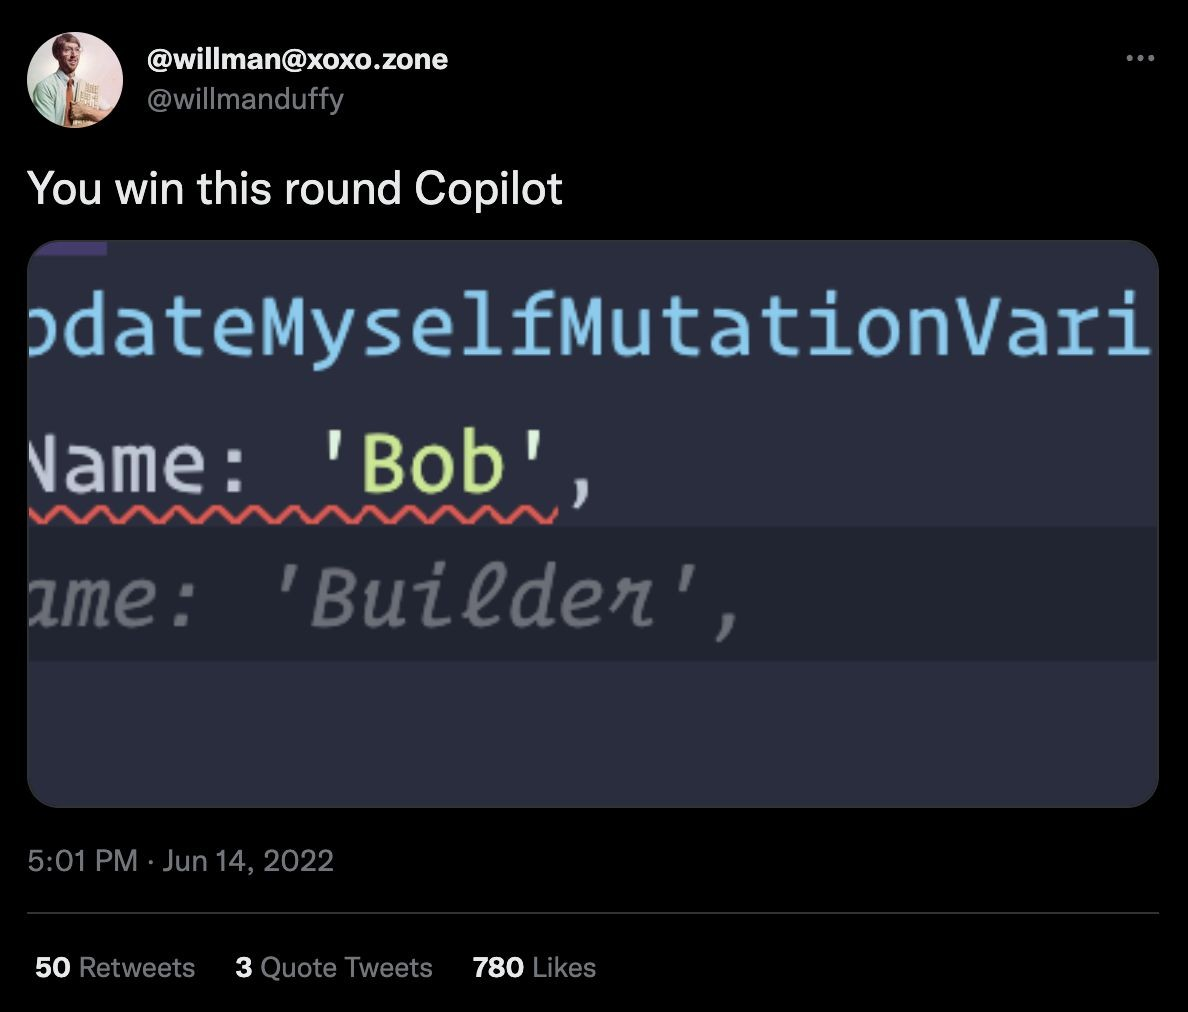 @willman@xoxo.zone
@willmanduffy
You win this round Copilot
pdateMyselfMutationVari
Name: 'Bob',
ame: 'Builder',
5:01 PM · Jun 14, 2022
50 Retweets 3 Quote Tweets 780 Likes